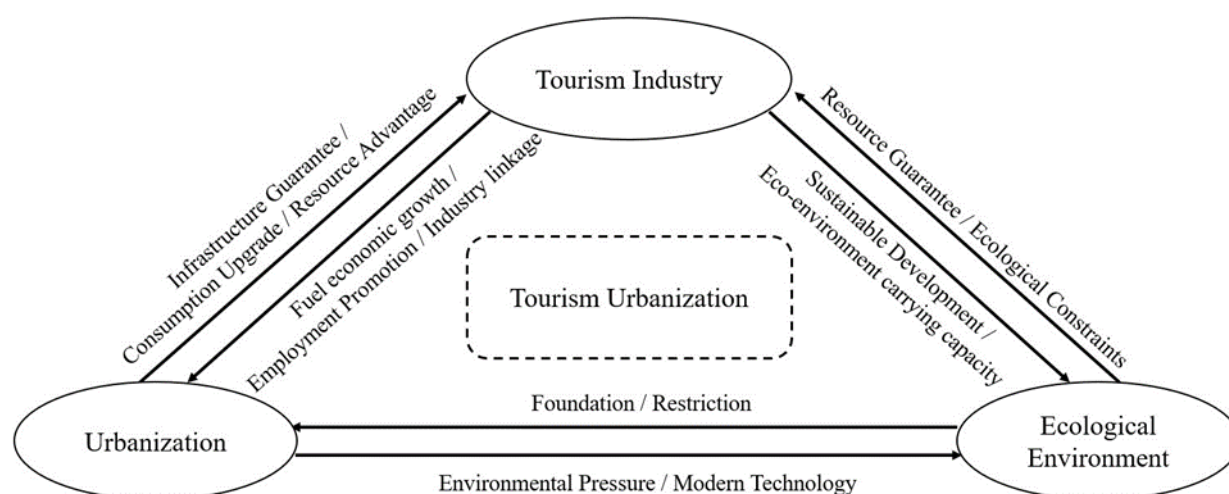 Tourism Industry
Infrastructure Guarantee /
Consumption Upgrade / Resource Advantage
Fuel economy growth /
Employment Promotion / Industry linkage
Resource Guarantee / Ecological Constraints
Sustainable Development /
Eco-environment carrying capacity
Tourism Urbanization
Foundation / Restriction
Urbanization
Ecological
Environment
Environmental Pressure / Modern Technology